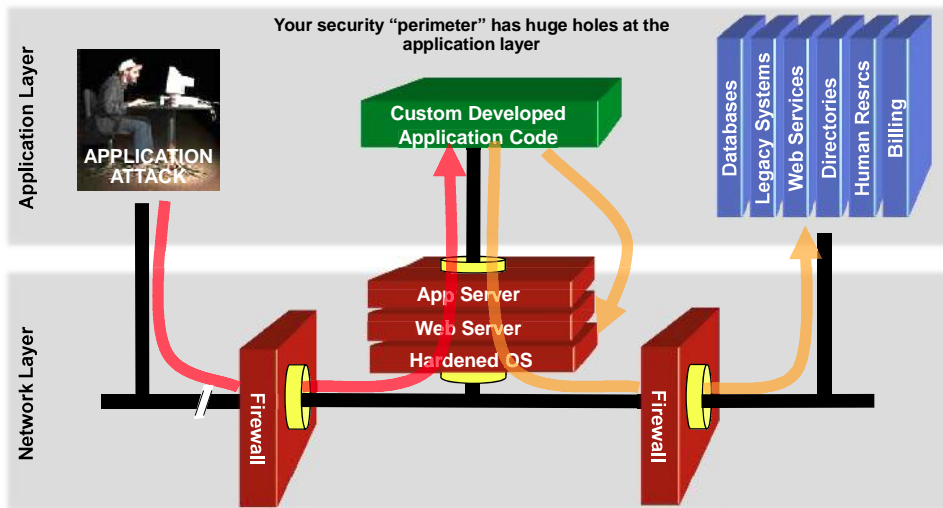 Your security “perimeter” has huge holes at the
application layer
Application Layer
APPLICATION
ATTACK
Custom Developed
Application Code
Databases
Legacy Systems
Web Services
Directories
Human Resrcs
Billing
Network Layer
App Server
Web Server
Hardened OS
Firewall
Firewall